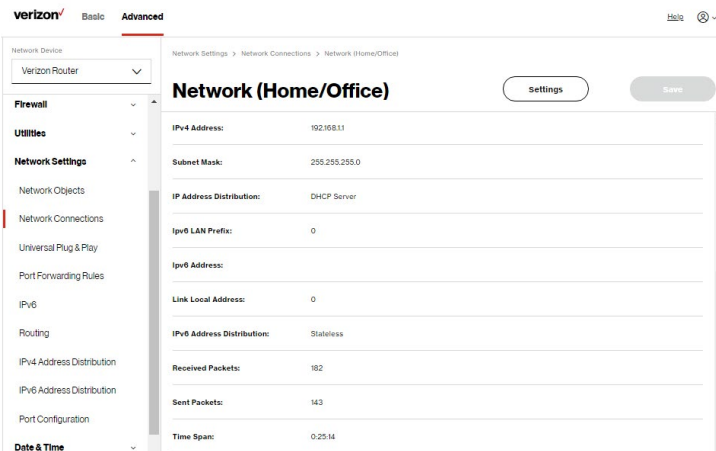 verizon✓ Basic Advanced Help
Network Device
Verizon Router
Firewall
Utilities
Network Settings
Network Objects
Network Connections
Universal Plug & Play
Port Forwarding Rules
IPv6
Routing
IPv4 Address Distribution
IPv6 Address Distribution
Port Configuration
Date & Time
Network Settings > Network Connections > Network (Home/Office)
Network (Home/Office) Settings Save
IPv4 Address: 192.168.1.1
Subnet Mask: 255.255.255.0
IP Address Distribution: DHCP Server
Ipv6 LAN Prefix: 0
Ipv6 Address:
Link Local Address: 0
IPv6 Address Distribution: Stateless
Received Packets: 182
Sent Packets: 143
Time Span: 0:25:14